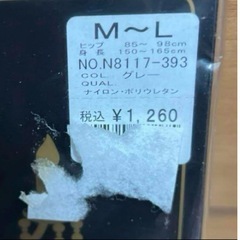 M～L
ヒップ 85～ 98cm
身長 150～165cm
NO.N8117-393
COL. グレー
QUAL.
ナイロン・ポリウレタン
税込 ¥1,260